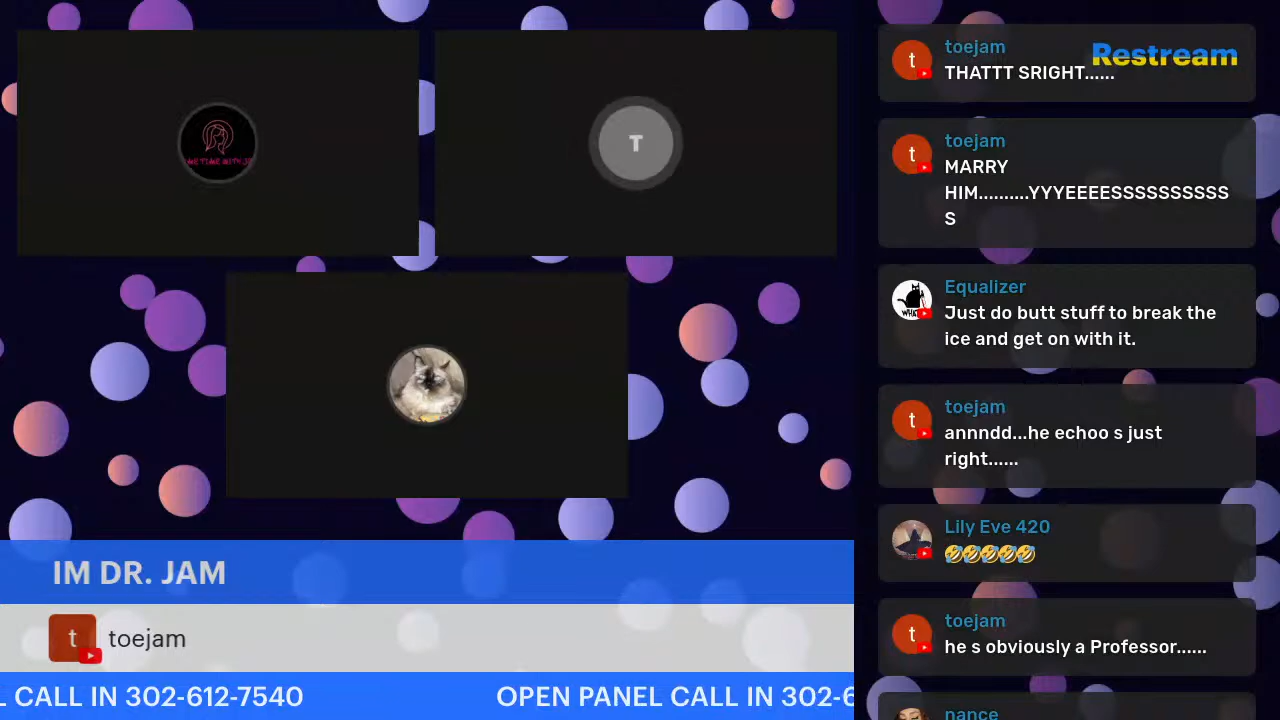 T
IM DR. JAM
t
toejam
L CALL IN 302-612-7540
OPEN PANEL CALL IN 302-6
Restream
t
toejam
THATTT SRIGHT......
t
toejam
MARRY
HIM..........YYYEEEESSSSSSSSSS
S
Equalizer
Just do butt stuff to break the
ice and get on with it.
t
toejam
annndd...he echoo s just
right......
Lily Eve 420
🤣🤣🤣🤣🤣
t
toejam
he s obviously a Professor......
nance